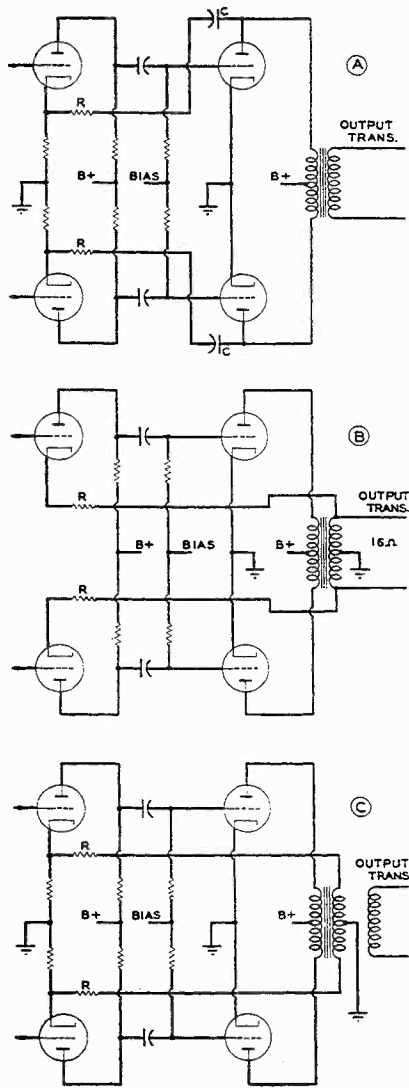 C
A
OUTPUT
TRANS.
R
B+
BIAS
B+
R
C
B
R
OUTPUT
TRANS.
B+
BIAS
B+
16Ω
R
C
R
OUTPUT
TRANS
B+
BIAS
B+
R